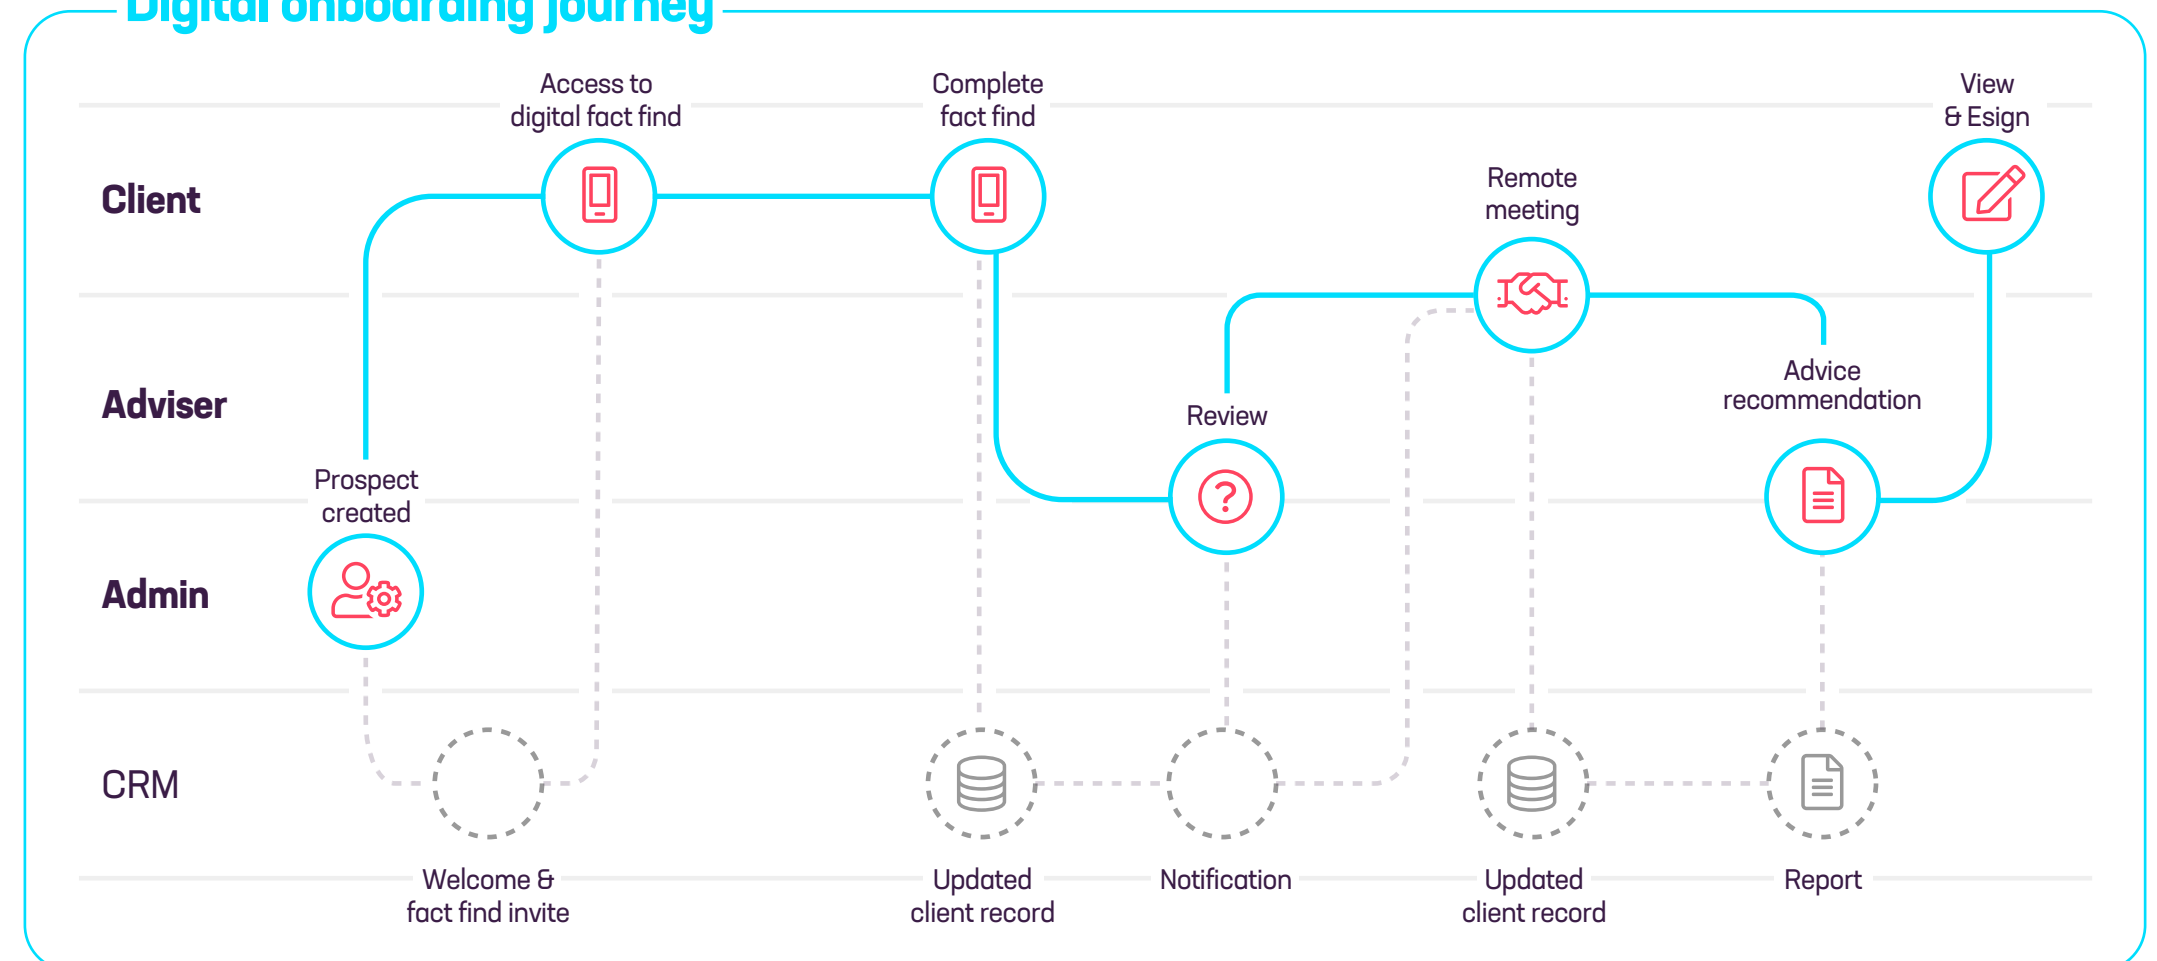 Digital onboarding journey
Access to
digital fact find
Complete
fact find
View
& Esign
Client
Remote
meeting
Adviser
Advice
recommendation
Review
Prospect
created
Admin
CRM
Welcome &
fact find invite
Updated
client record
Notification
Updated
client record
Report